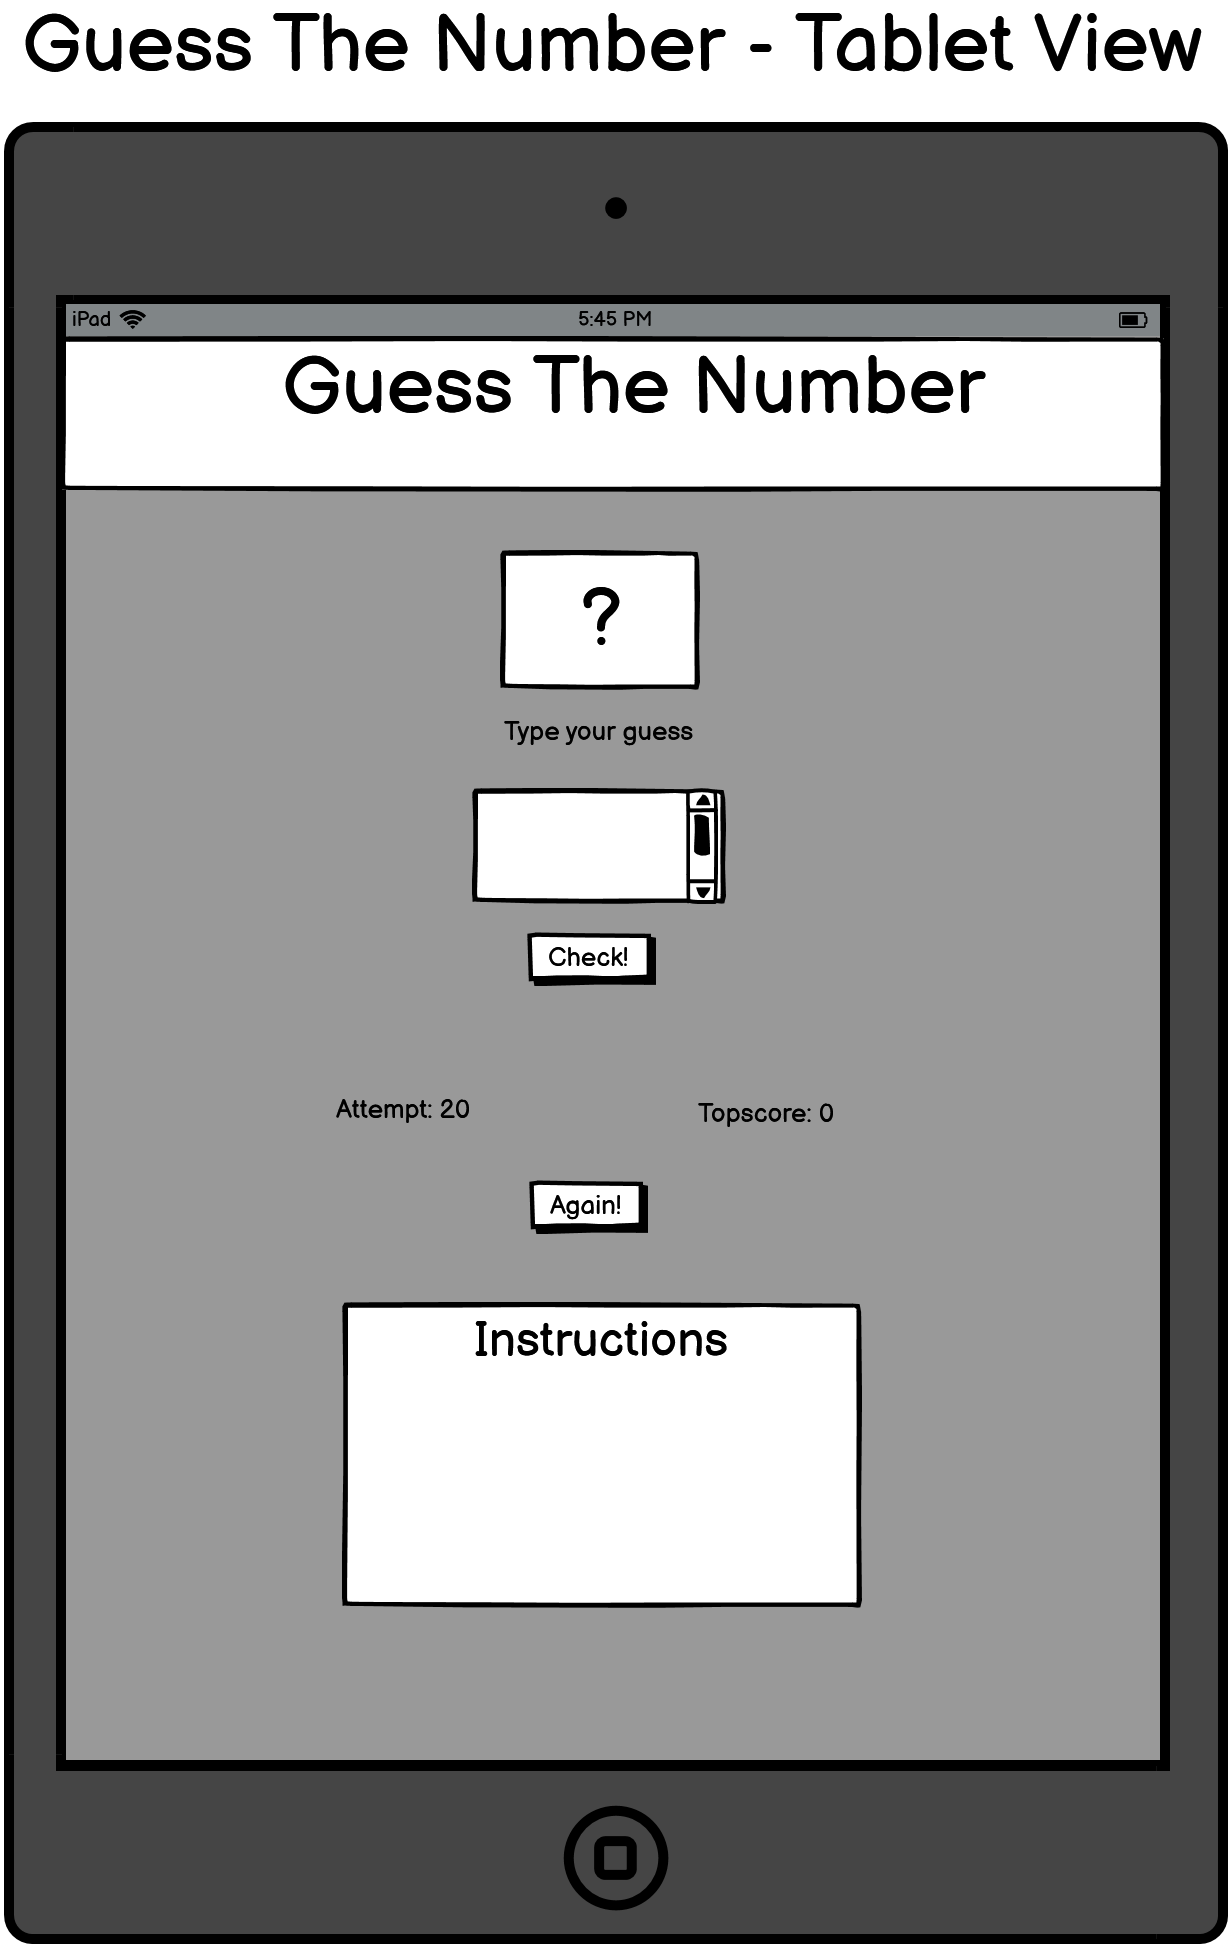 Guess The Number - Tablet View
iPad 5:45 PM
Guess The Number
?
Type your guess
Check!
Attempt: 20 Topscore: 0
Again!
Instructions